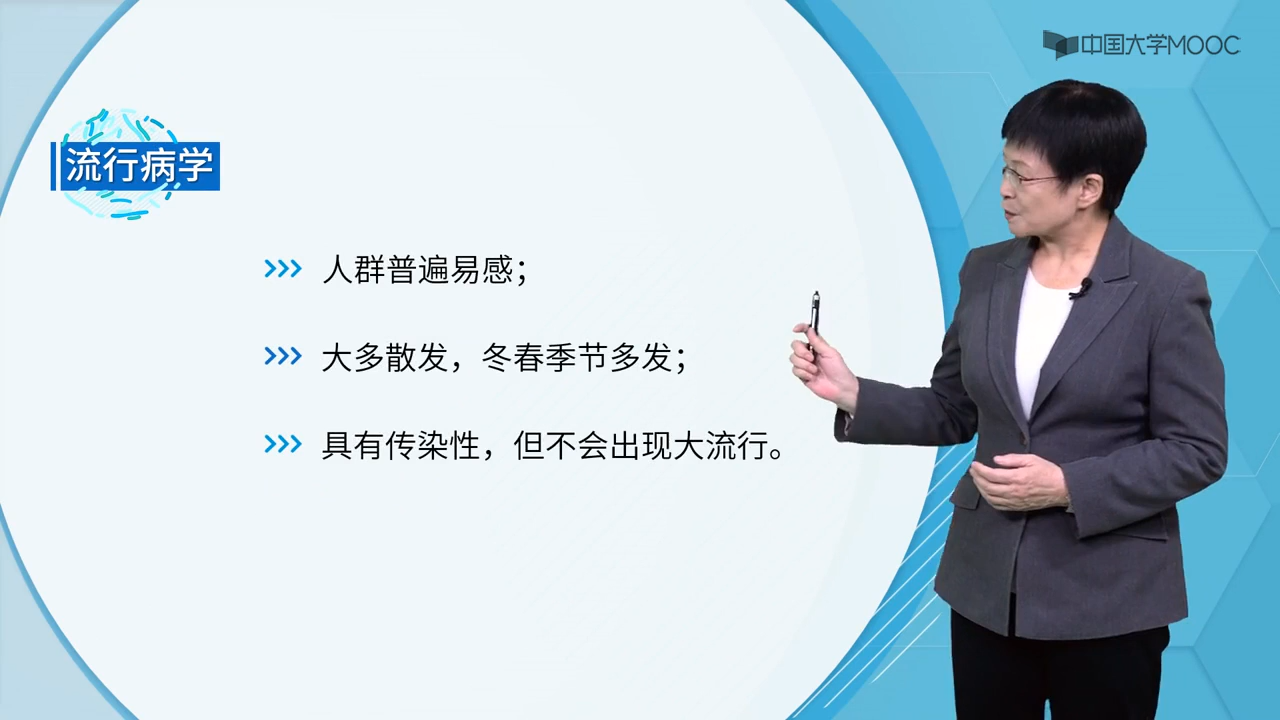 中国大学MOOC
流行病学
>>> 人群普遍易感；
>>> 大多散发，冬春季节多发；
>>> 具有传染性，但不会出现大流行。